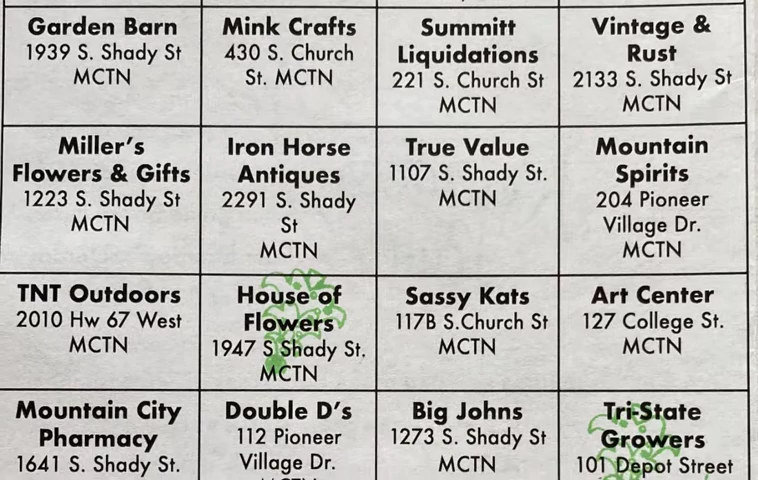 Garden Barn
1939 S. Shady St
MCTN
Mink Crafts
430 S. Church
St. MCTN
Summitt
Liquidations
221 S. Church St
MCTN
Vintage &
Rust
2133 S. Shady St
MCTN
Miller's
Flowers & Gifts
1223 S. Shady St
MCTN
Iron Horse
Antiques
2291 S. Shady
St
MCTN
True Value
1107 S. Shady St.
MCTN
Mountain
Spirits
204 Pioneer
Village Dr.
MCTN
TNT Outdoors
2010 Hw 67 West
MCTN
House of
Flowers
1947 S Shady St.
MCTN
Sassy Kats
117B S.Church St
MCTN
Art Center
127 College St.
MCTN
Mountain City
Pharmacy
1641 S. Shady St.
Double D's
112 Pioneer
Village Dr.
Big Johns
1273 S. Shady St
MCTN
Tri-State
Growers
101 Depot Street